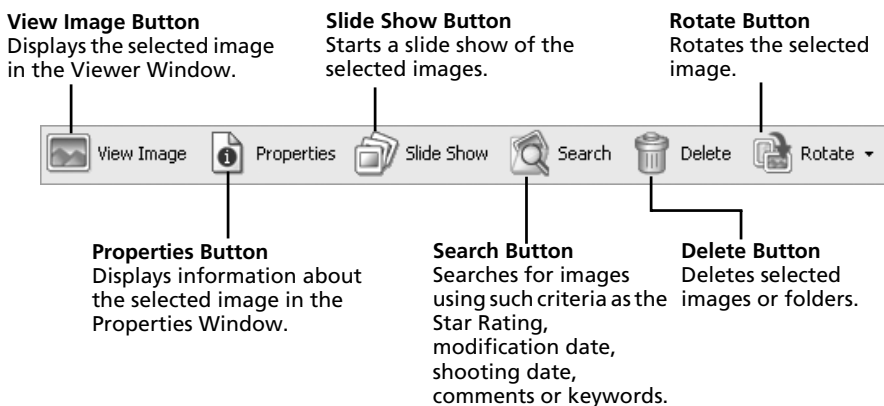 View Image Button
Displays the selected image
in the Viewer Window.
Slide Show Button
Starts a slide show of the
selected images.
Rotate Button
Rotates the selected
image.
View Image
Properties
Slide Show
Search
Delete
Rotate
Properties Button
Displays information about
the selected image in the
Properties Window.
Search Button
Searches for images
using such criteria as the
Star Rating,
modification date,
shooting date,
comments or keywords.
Delete Button
Deletes selected
images or folders.